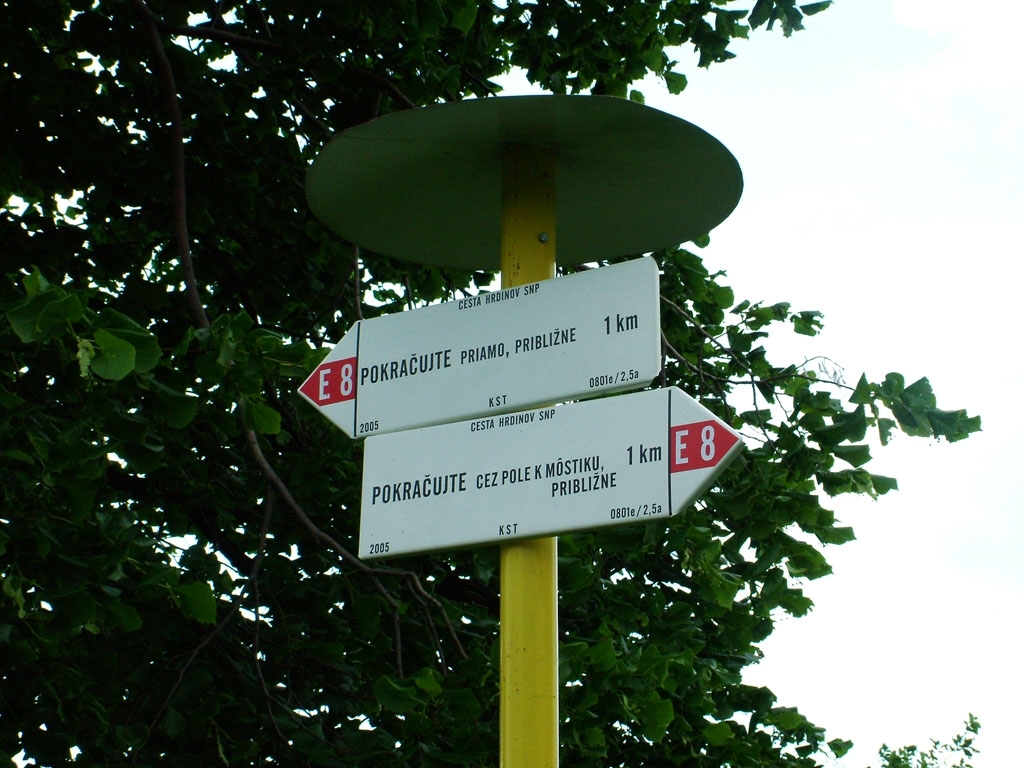 CESTA HRDINOV SNP
E 8 POKRAČUJTE PRIAMO, PRIBLIŽNE 1 km
2005 KST 0801e/2,5a
CESTA HRDINOV SNP
POKRAČUJTE CEZ POLE K MÔSTIKU, 1 km E 8
PRIBLIŽNE
2005 KST 0801e/2,5a